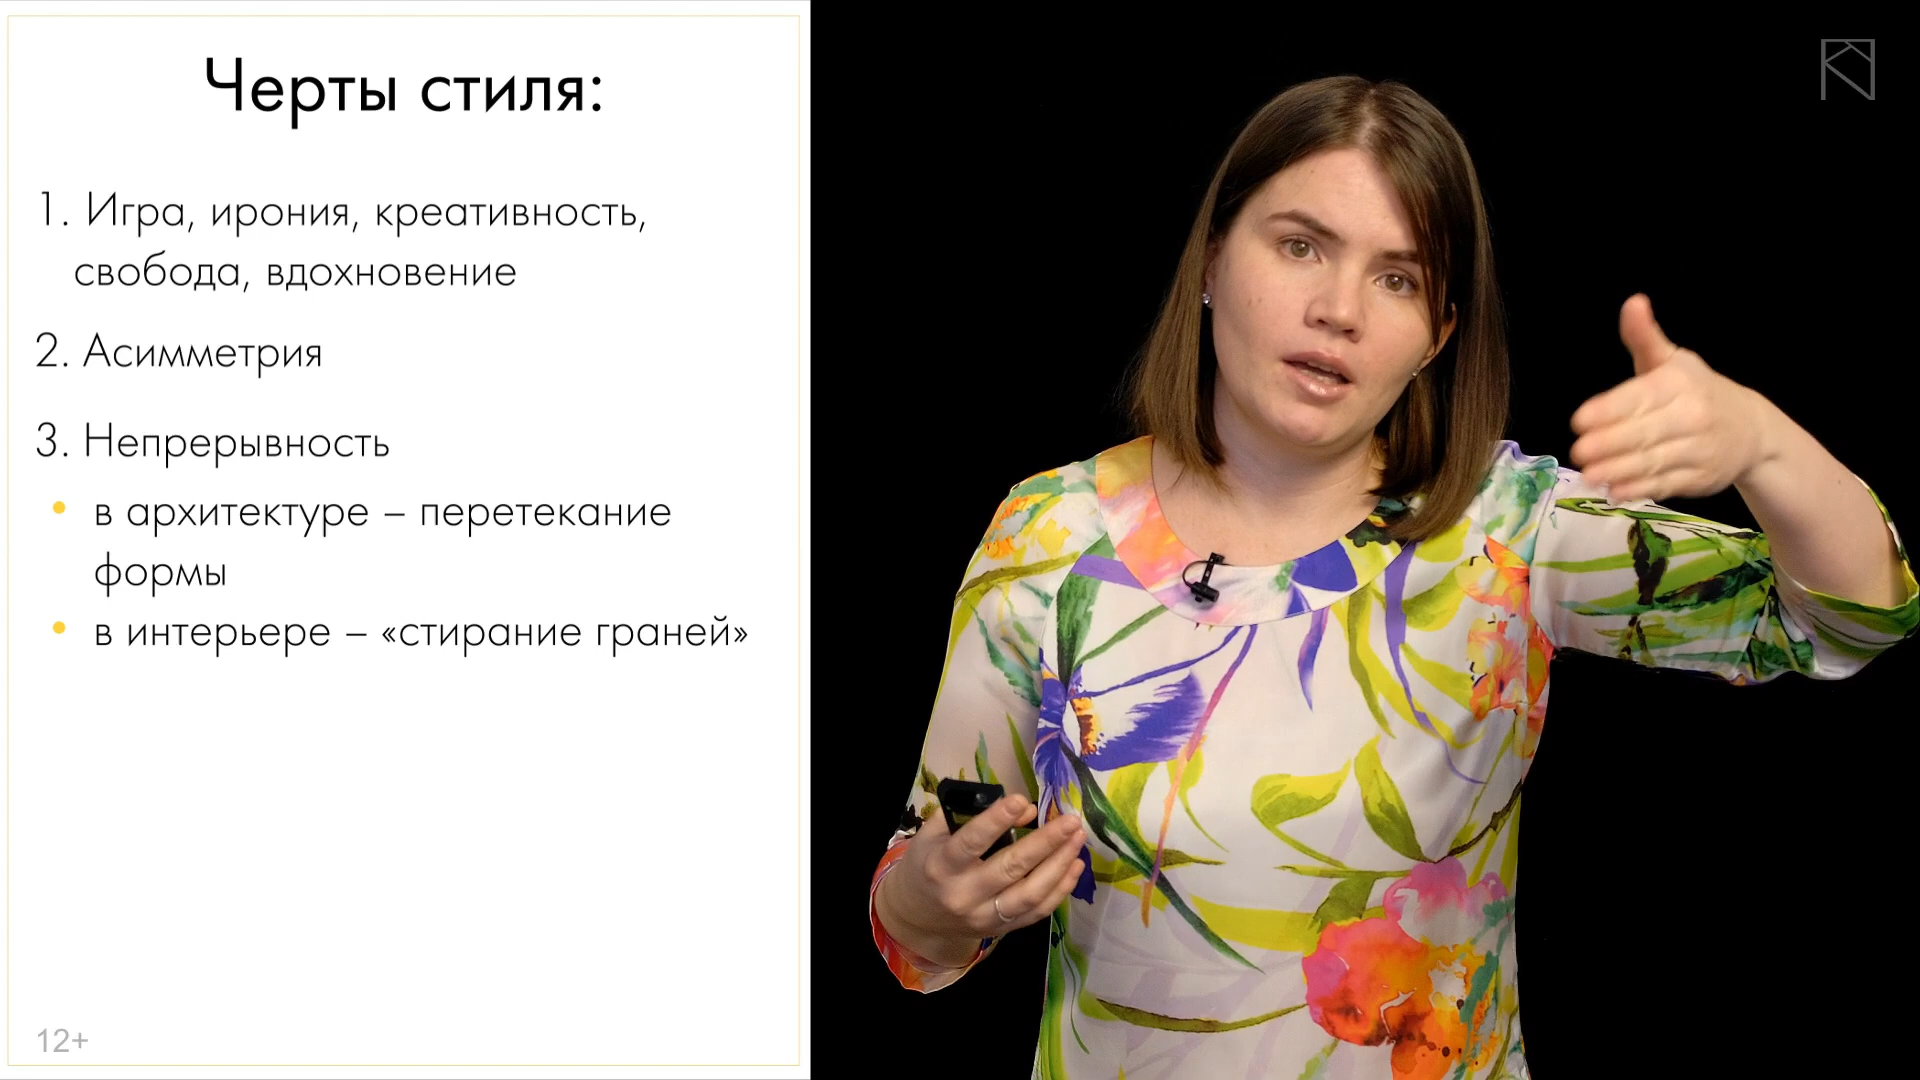 Черты стиля:
1. Игра, ирония, креативность,
свобода, вдохновение
2. Асимметрия
3. Непрерывность
• в архитектуре – перетекание
формы
• в интерьере – «стирание граней»
12+